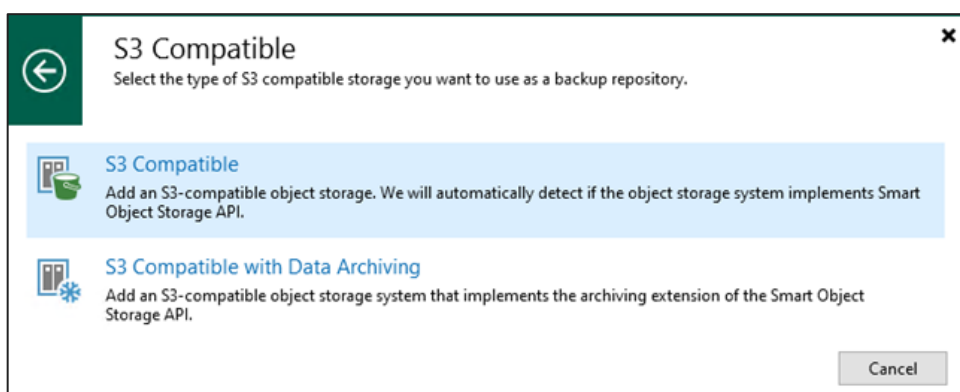 S3 Compatible
Select the type of S3 compatible storage you want to use as a backup repository.
S3 Compatible
Add an S3-compatible object storage. We will automatically detect if the object storage system implements Smart
Object Storage API.
S3 Compatible with Data Archiving
Add an S3-compatible object storage system that implements the archiving extension of the Smart Object
Storage API.
Cancel